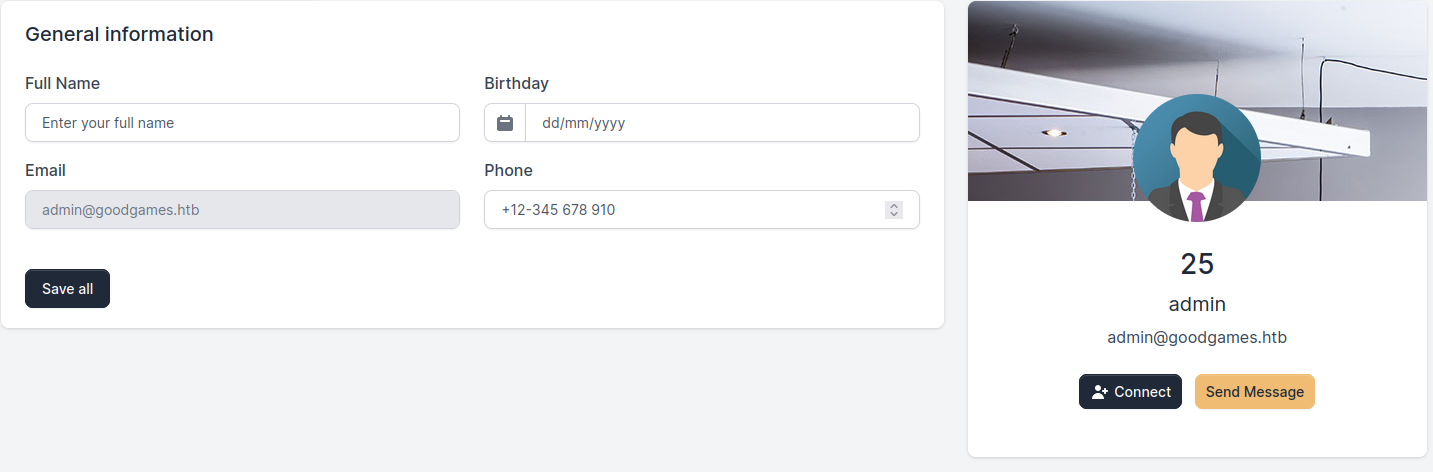 General information
Full Name
Enter your full name
Birthday
dd/mm/yyyy
Email
admin@goodgames.htb
Phone
+12-345 678 910
Save all
25
admin
admin@goodgames.htb
Connect
Send Message